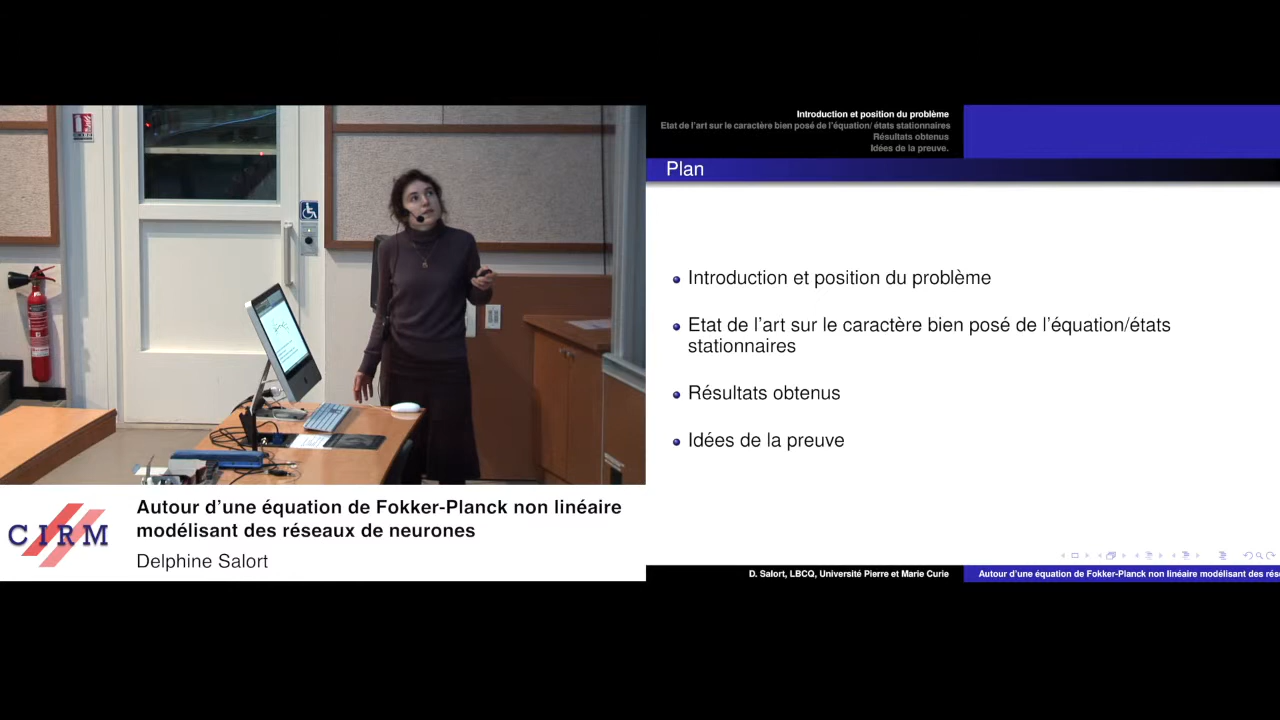 Introduction et position du problème
Etat de l'art sur le caractère bien posé de l'équation/ états stationnaires
Résultats obtenus
Idées de la preuve.
Plan
Introduction et position du problème
Etat de l'art sur le caractère bien posé de l'équation/états
stationnaires
Résultats obtenus
Idées de la preuve
D. Salort, LBCQ, Université Pierre et Marie Curie
Autour d'une équation de Fokker-Planck non linéaire modélisant des rés
CIRM
Autour d'une équation de Fokker-Planck non linéaire
modélisant des réseaux de neurones
Delphine Salort